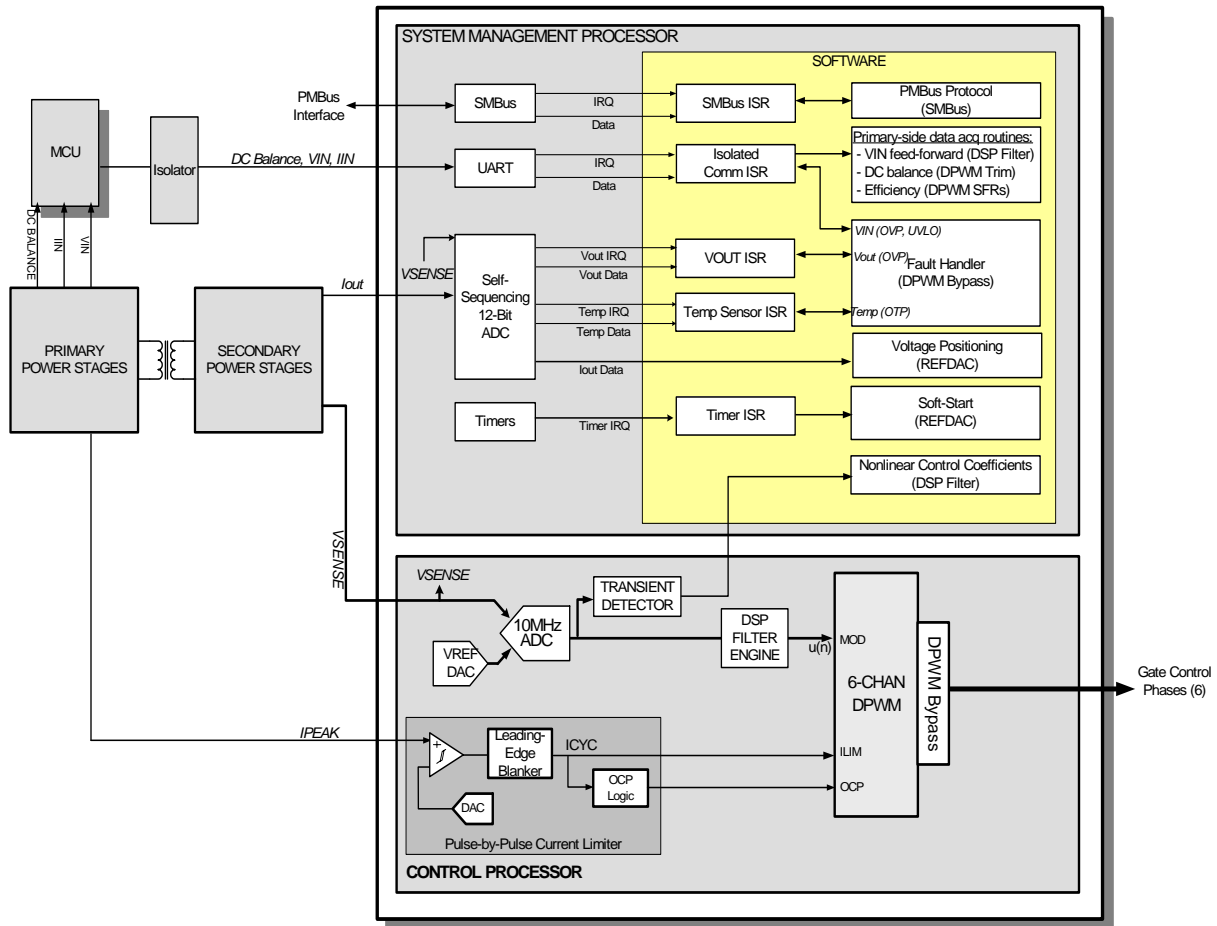 SYSTEM MANAGEMENT PROCESSOR
SOFTWARE
PMBus
Interface
SMBus
IRQ
Data
SMBus ISR
PMBus Protocol
(SMBus)
MCU
Isolator
DC Balance, VIN, IIN
UART
IRQ
Data
Isolated
Comm ISR
Primary-side data acq routines:
- VIN feed-forward (DSP Filter)
- DC balance (DPWM Trim)
- Efficiency (DPWM SFRs)
DC BALANCE
IIN
VIN
VSENSE
Iout
Self-
Sequencing
12-Bit
ADC
Vout IRQ
Vout Data
VOUT ISR
Temp IRQ
Temp Data
Temp Sensor ISR
VIN (OVP, UVLO)
Vout (OVP)
Fault Handler
(DPWM Bypass)
Temp (OTP)
Iout Data
Voltage Positioning
(REFDAC)
PRIMARY
POWER STAGES
SECONDARY
POWER STAGES
Timers
Timer IRQ
Timer ISR
Soft-Start
(REFDAC)
Nonlinear Control Coefficients
(DSP Filter)
VSENSE
VSENSE
10MHz
ADC
VREF
DAC
TRANSIENT
DETECTOR
DSP
FILTER
ENGINE
u(n)
MOD
6-CHAN
DPWM
ILIM
OCP
DPWM Bypass
Gate Control
Phases (6)
IPEAK
+
Leading-
Edge
Blanker
ICYC
OCP
Logic
DAC
Pulse-by-Pulse Current Limiter
CONTROL PROCESSOR